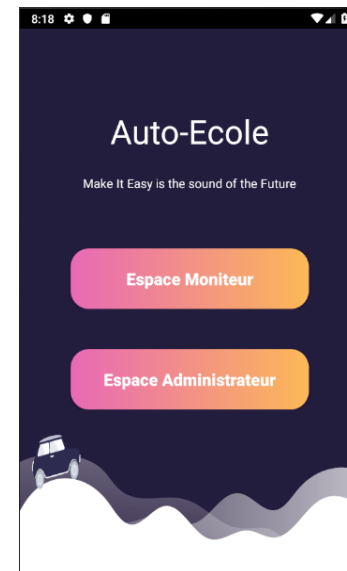 8:18
Auto-Ecole
Make It Easy is the sound of the Future
Espace Moniteur
Espace Administrateur